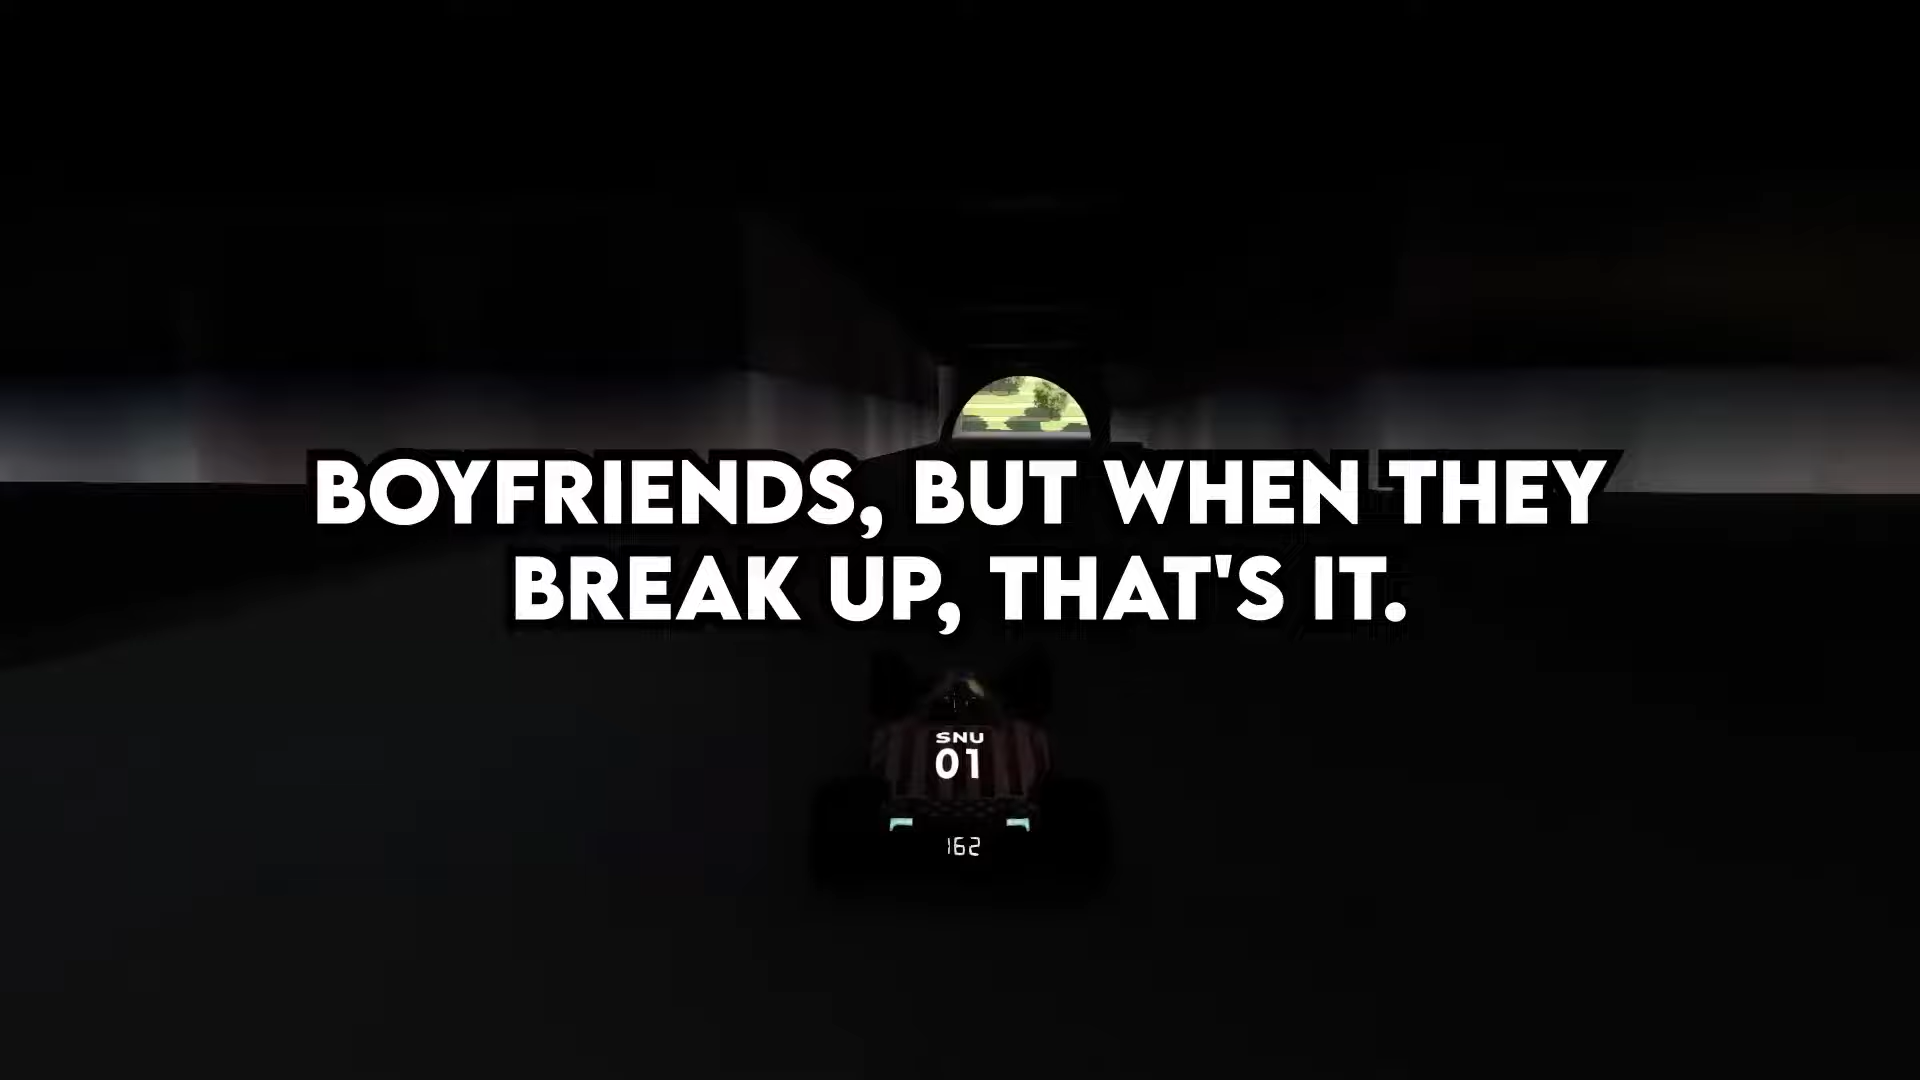 BOYFRIENDS, BUT WHEN THEY
BREAK UP, THAT'S IT.
SNU
01
162